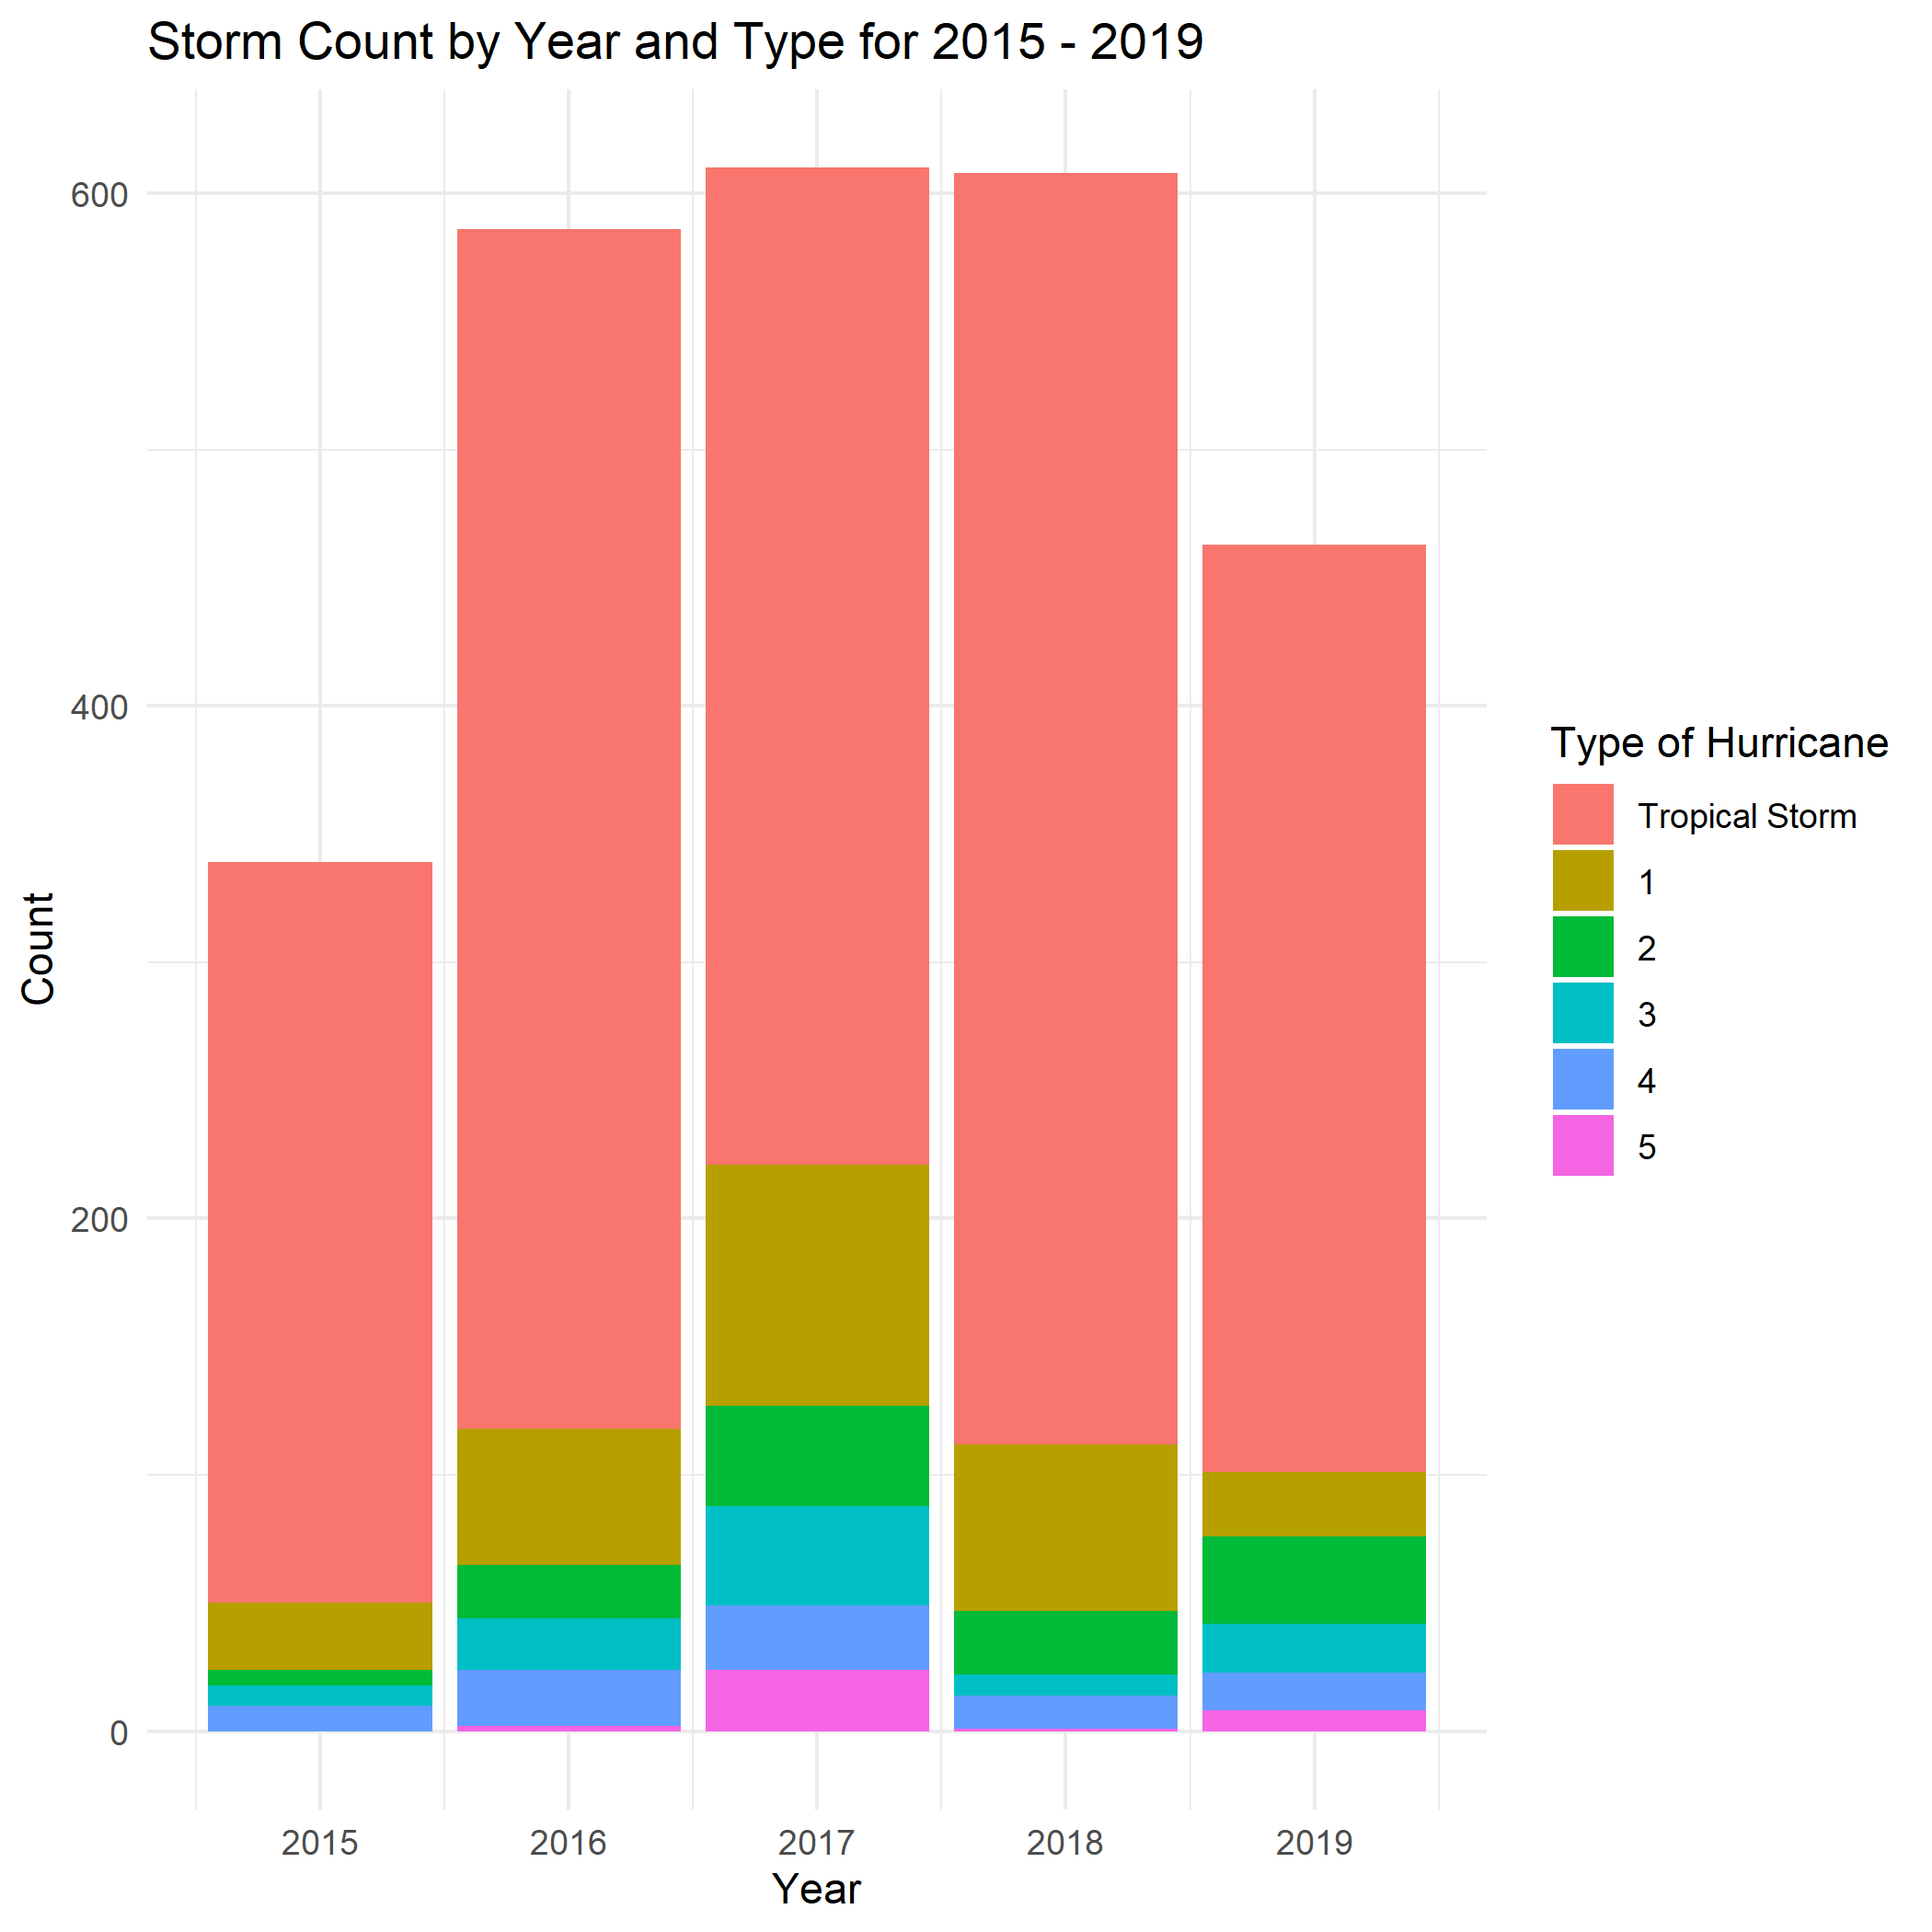 Storm Count by Year and Type for 2015 - 2019
600
400
200
0
Count
2015 2016 2017 2018 2019
Year
Type of Hurricane
Tropical Storm
1
2
3
4
5